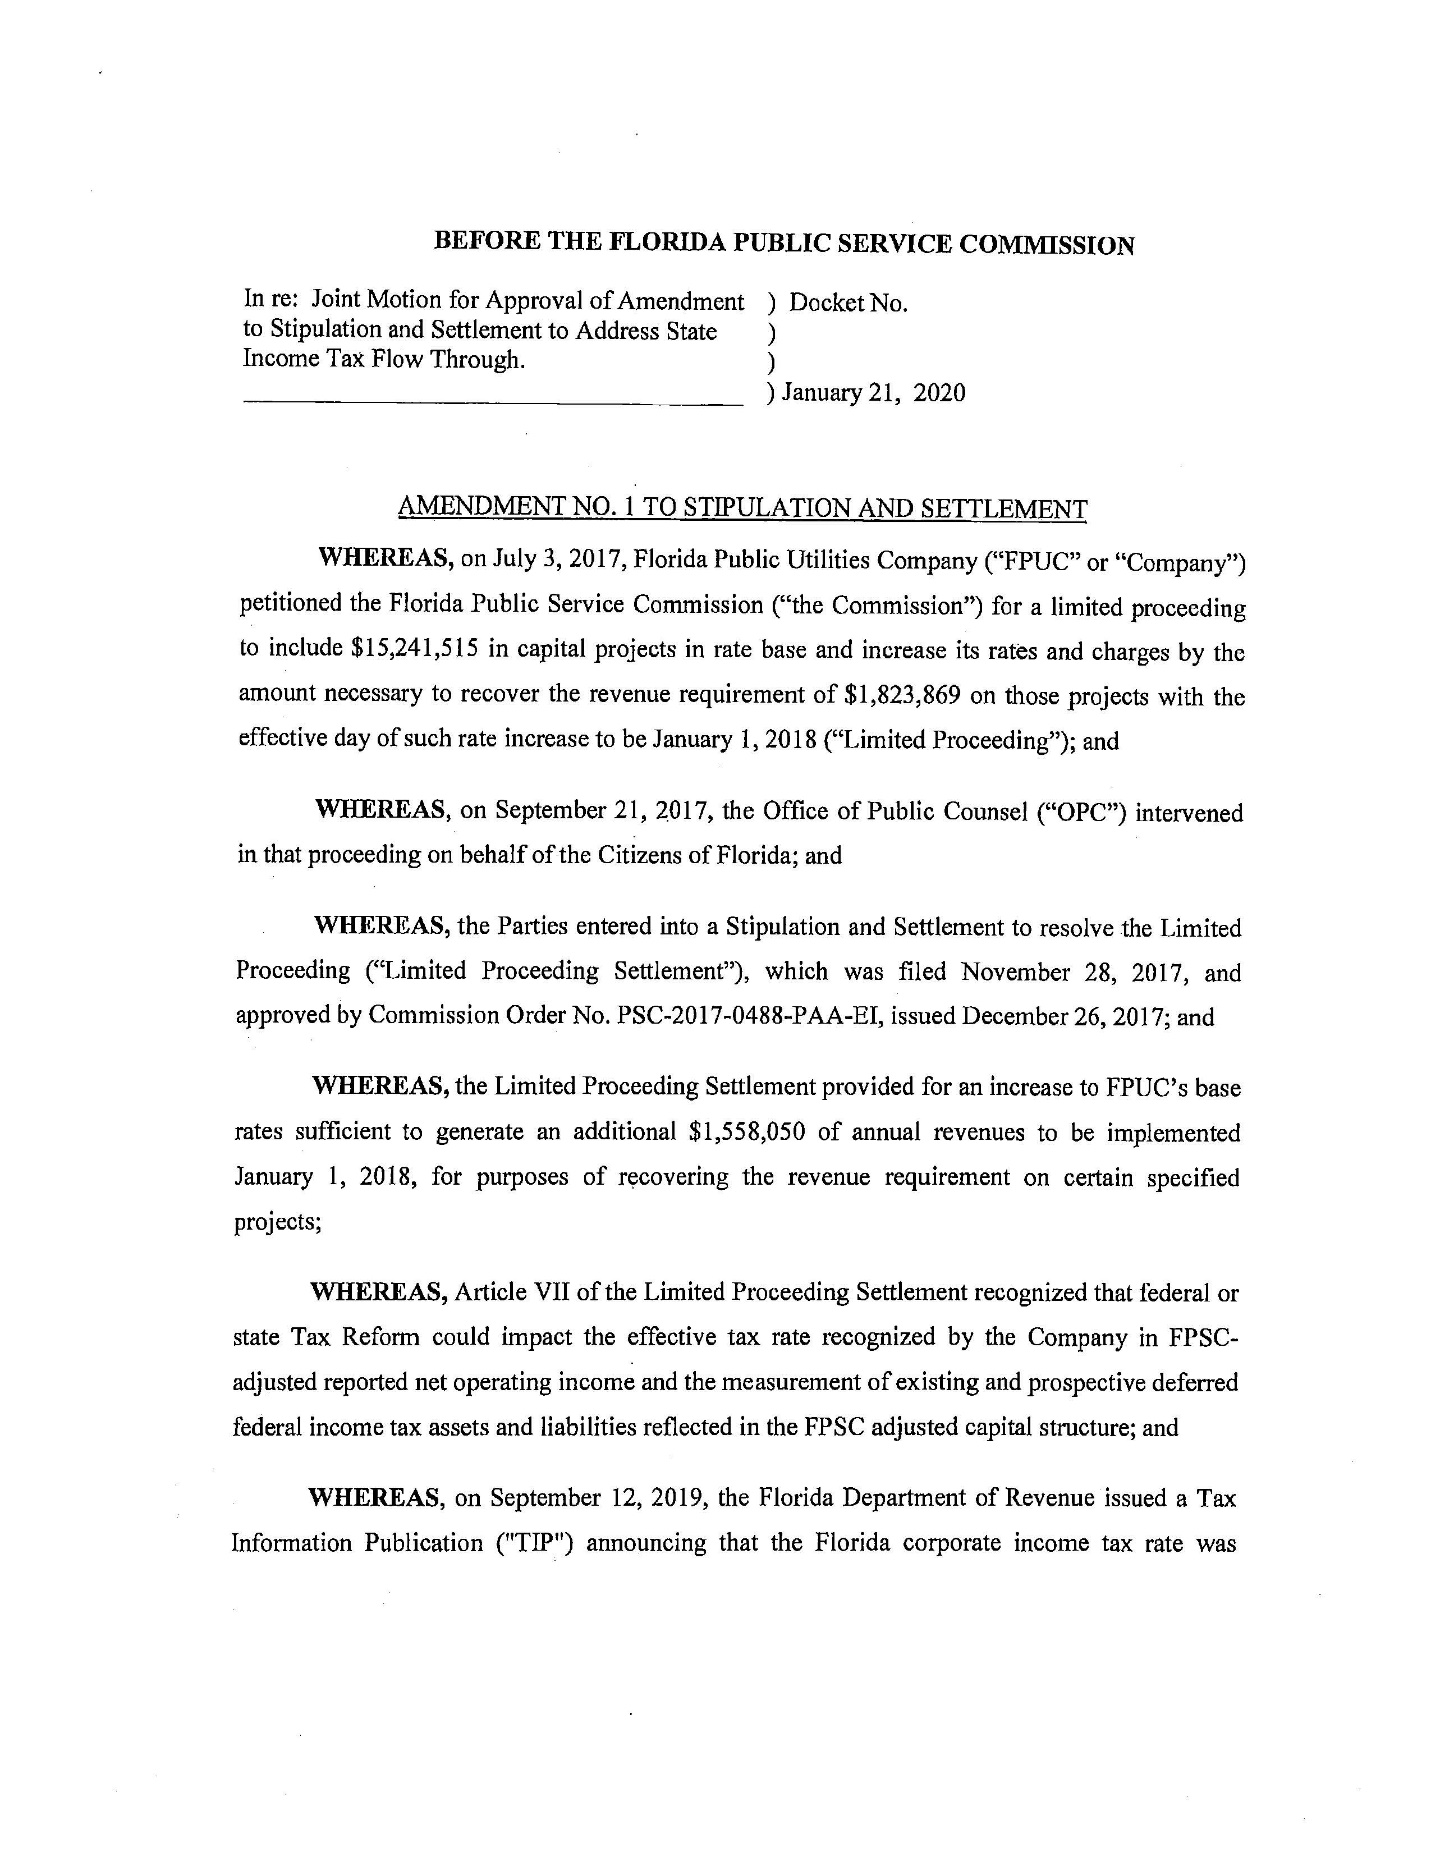 BEFORE THE FLORIDA PUBLIC SERVICE COMMISSION
In re: Joint Motion for Approval of Amendment ) Docket No.
to Stipulation and Settlement to Address State )
Income Tax Flow Through. )
) January 21, 2020
AMENDMENT NO. 1 TO STIPULATION AND SETTLEMENT
WHEREAS, on July 3, 2017, Florida Public Utilities Company (“FPUC” or “Company”)
petitioned the Florida Public Service Commission (“the Commission”) for a limited proceeding
to include $15,241,515 in capital projects in rate base and increase its rates and charges by the
amount necessary to recover the revenue requirement of $1,823,869 on those projects with the
effective day of such rate increase to be January 1, 2018 (“Limited Proceeding”); and
WHEREAS, on September 21, 2017, the Office of Public Counsel (“OPC”) intervened
in that proceeding on behalf of the Citizens of Florida; and
WHEREAS, the Parties entered into a Stipulation and Settlement to resolve the Limited
Proceeding (“Limited Proceeding Settlement”), which was filed November 28, 2017, and
approved by Commission Order No. PSC-2017-0488-PAA-EI, issued December 26, 2017; and
WHEREAS, the Limited Proceeding Settlement provided for an increase to FPUC’s base
rates sufficient to generate an additional $1,558,050 of annual revenues to be implemented
January 1, 2018, for purposes of recovering the revenue requirement on certain specified
projects;
WHEREAS, Article VII of the Limited Proceeding Settlement recognized that federal or
state Tax Reform could impact the effective tax rate recognized by the Company in FPSC-
adjusted reported net operating income and the measurement of existing and prospective deferred
federal income tax assets and liabilities reflected in the FPSC adjusted capital structure; and
WHEREAS, on September 12, 2019, the Florida Department of Revenue issued a Tax
Information Publication ("TIP") announcing that the Florida corporate income tax rate was